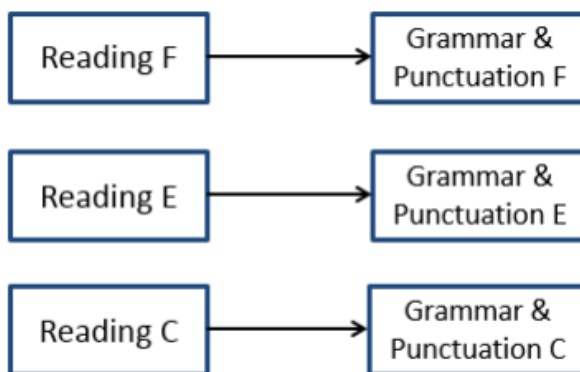 Reading F
Grammar &
Punctuation F
Reading E
Grammar &
Punctuation E
Reading C
Grammar &
Punctuation C